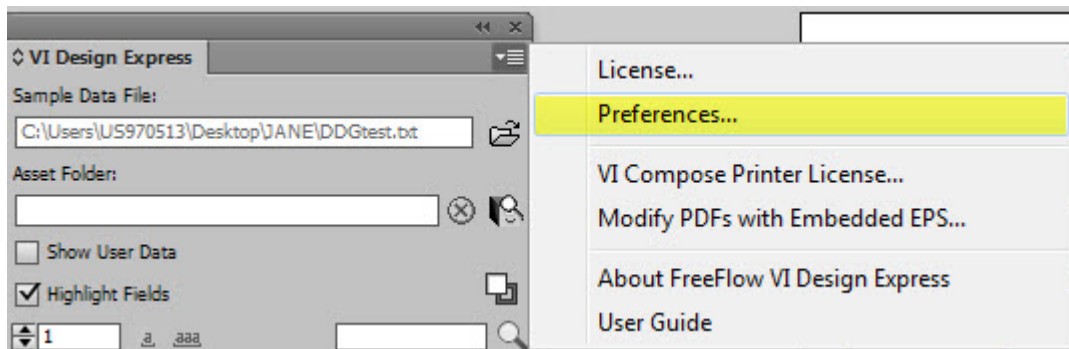 VI Design Express
Sample Data File:
C:\Users\US970513\Desktop\JANE\DDGtest.txt
Asset Folder:
Show User Data
Highlight Fields
1
a
aaa
License...
Preferences...
VI Compose Printer License...
Modify PDFs with Embedded EPS...
About FreeFlow VI Design Express
User Guide